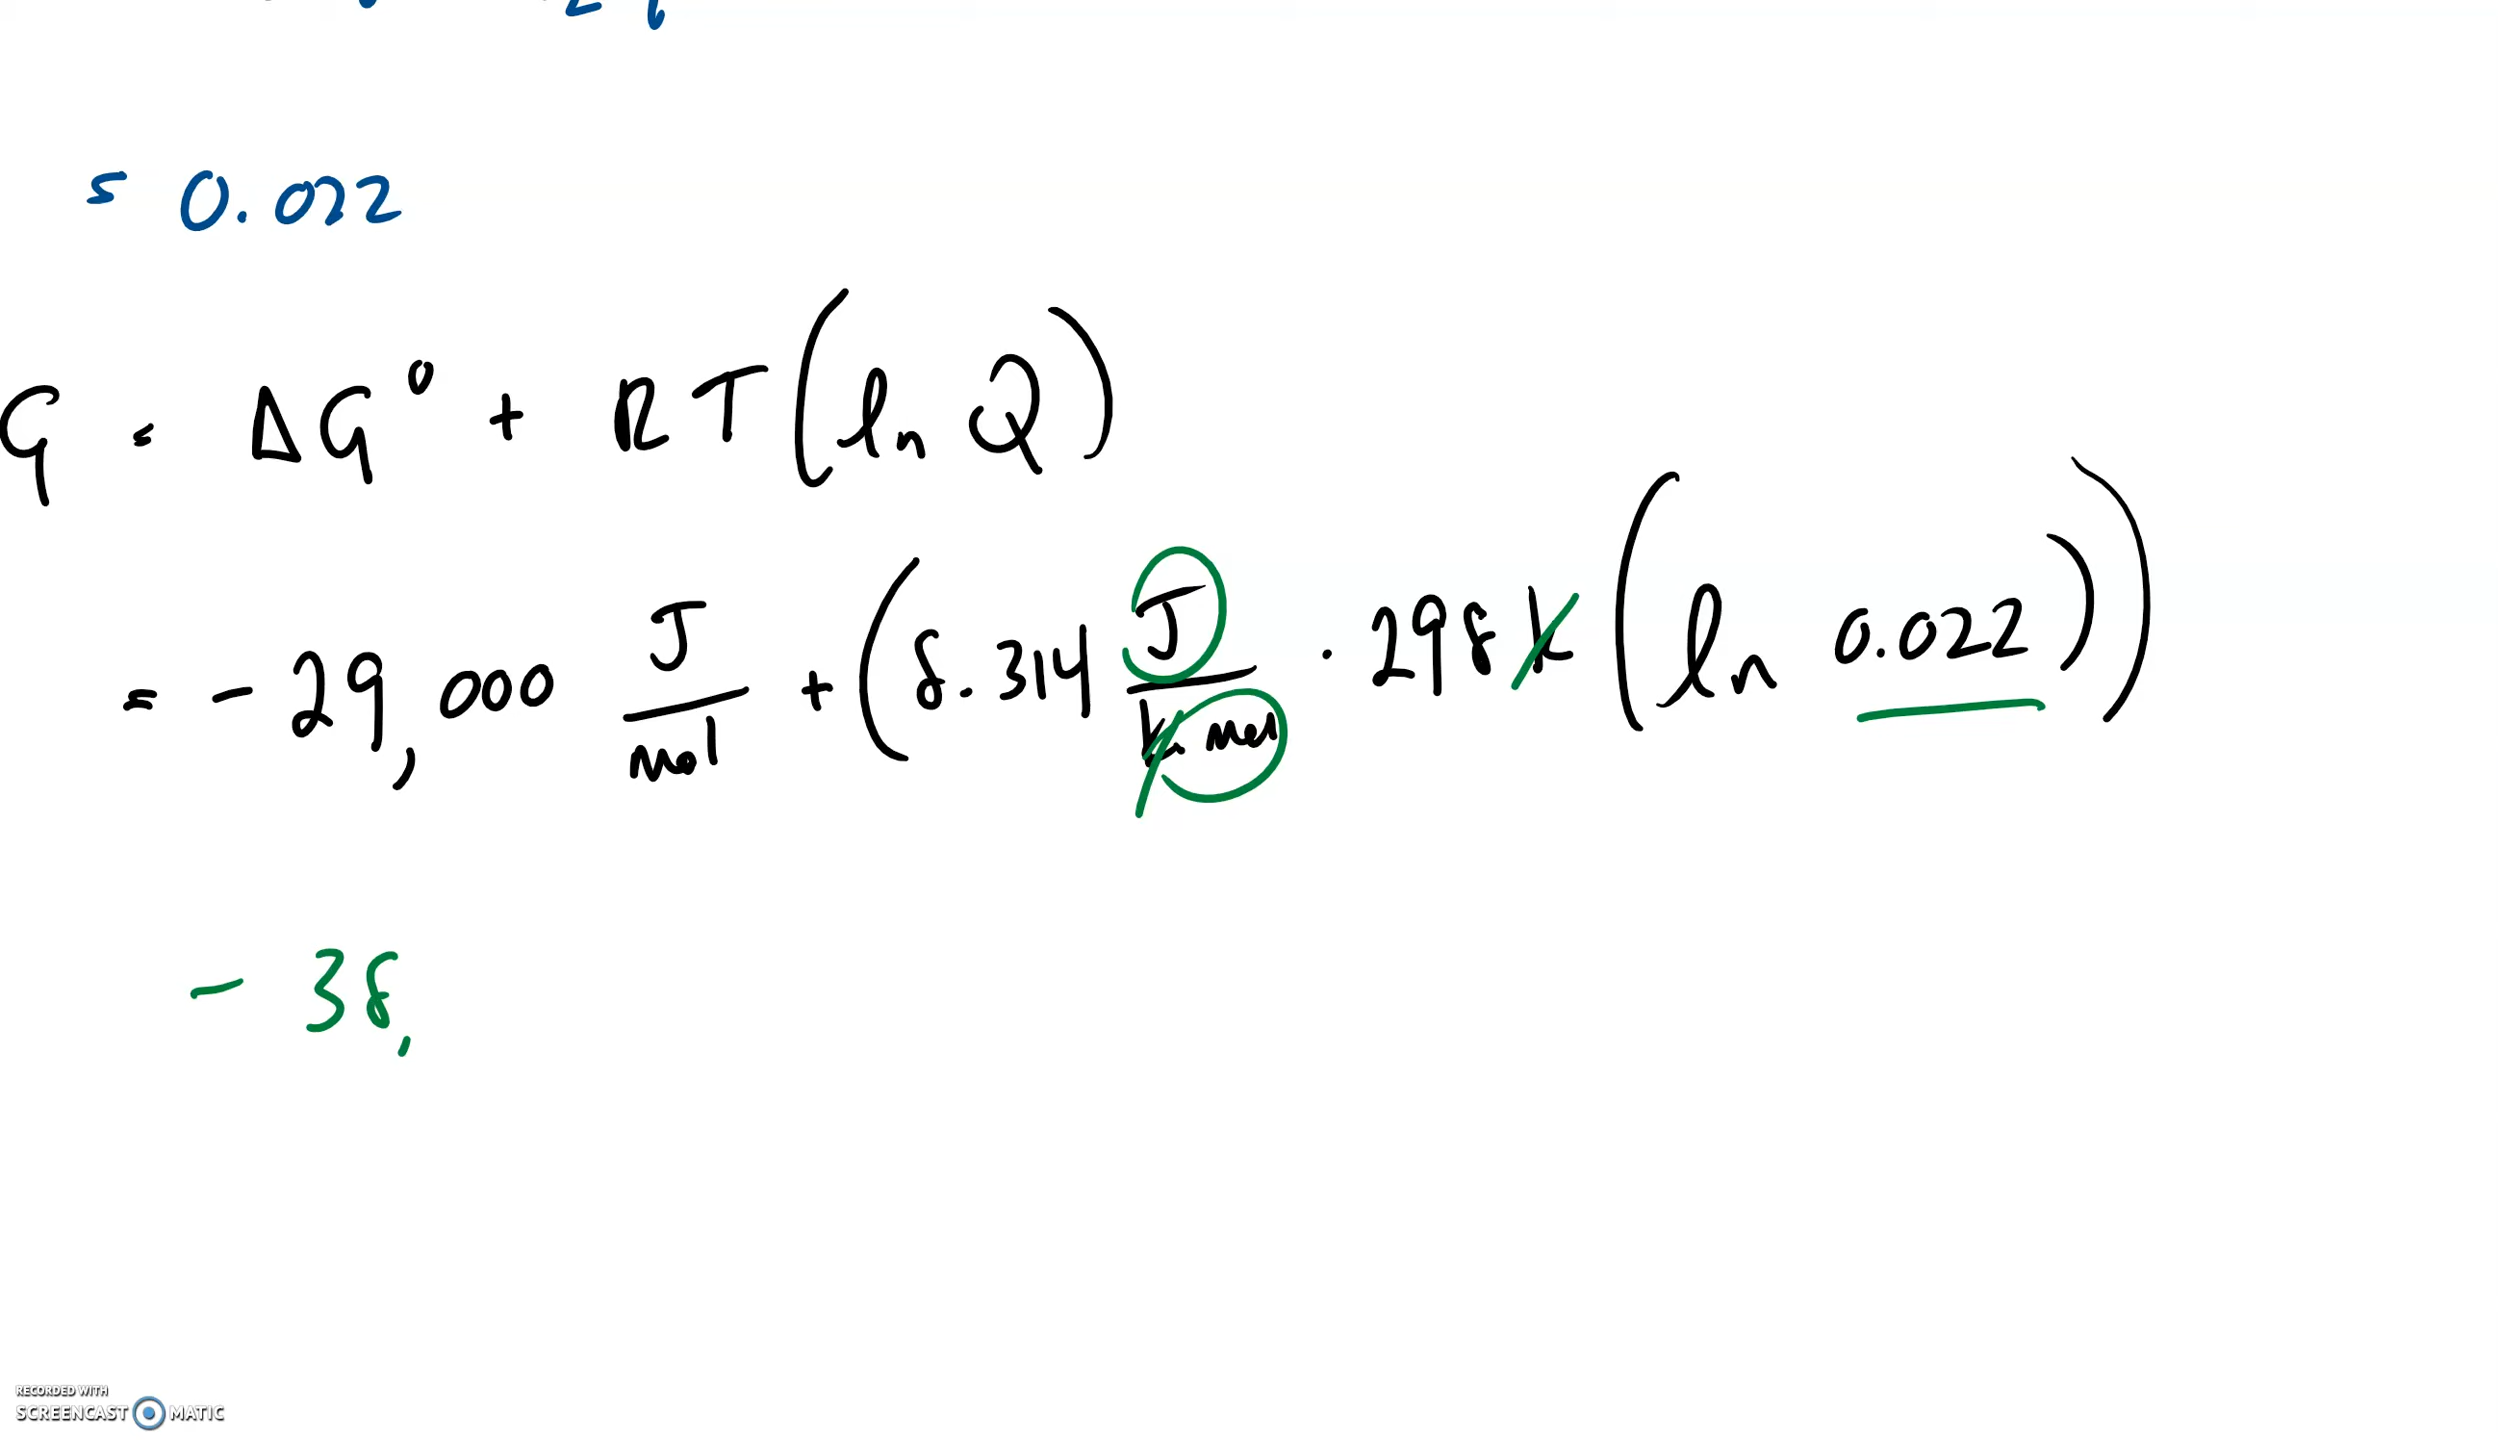 = 0.022
G = ΔG° + RT(ln Q)
= - 29,000 J/mol + (8.314 J/K mol · 298 K (ln 0.022))
- 38,
RECORDED WITH
SCREENCAST MATIC